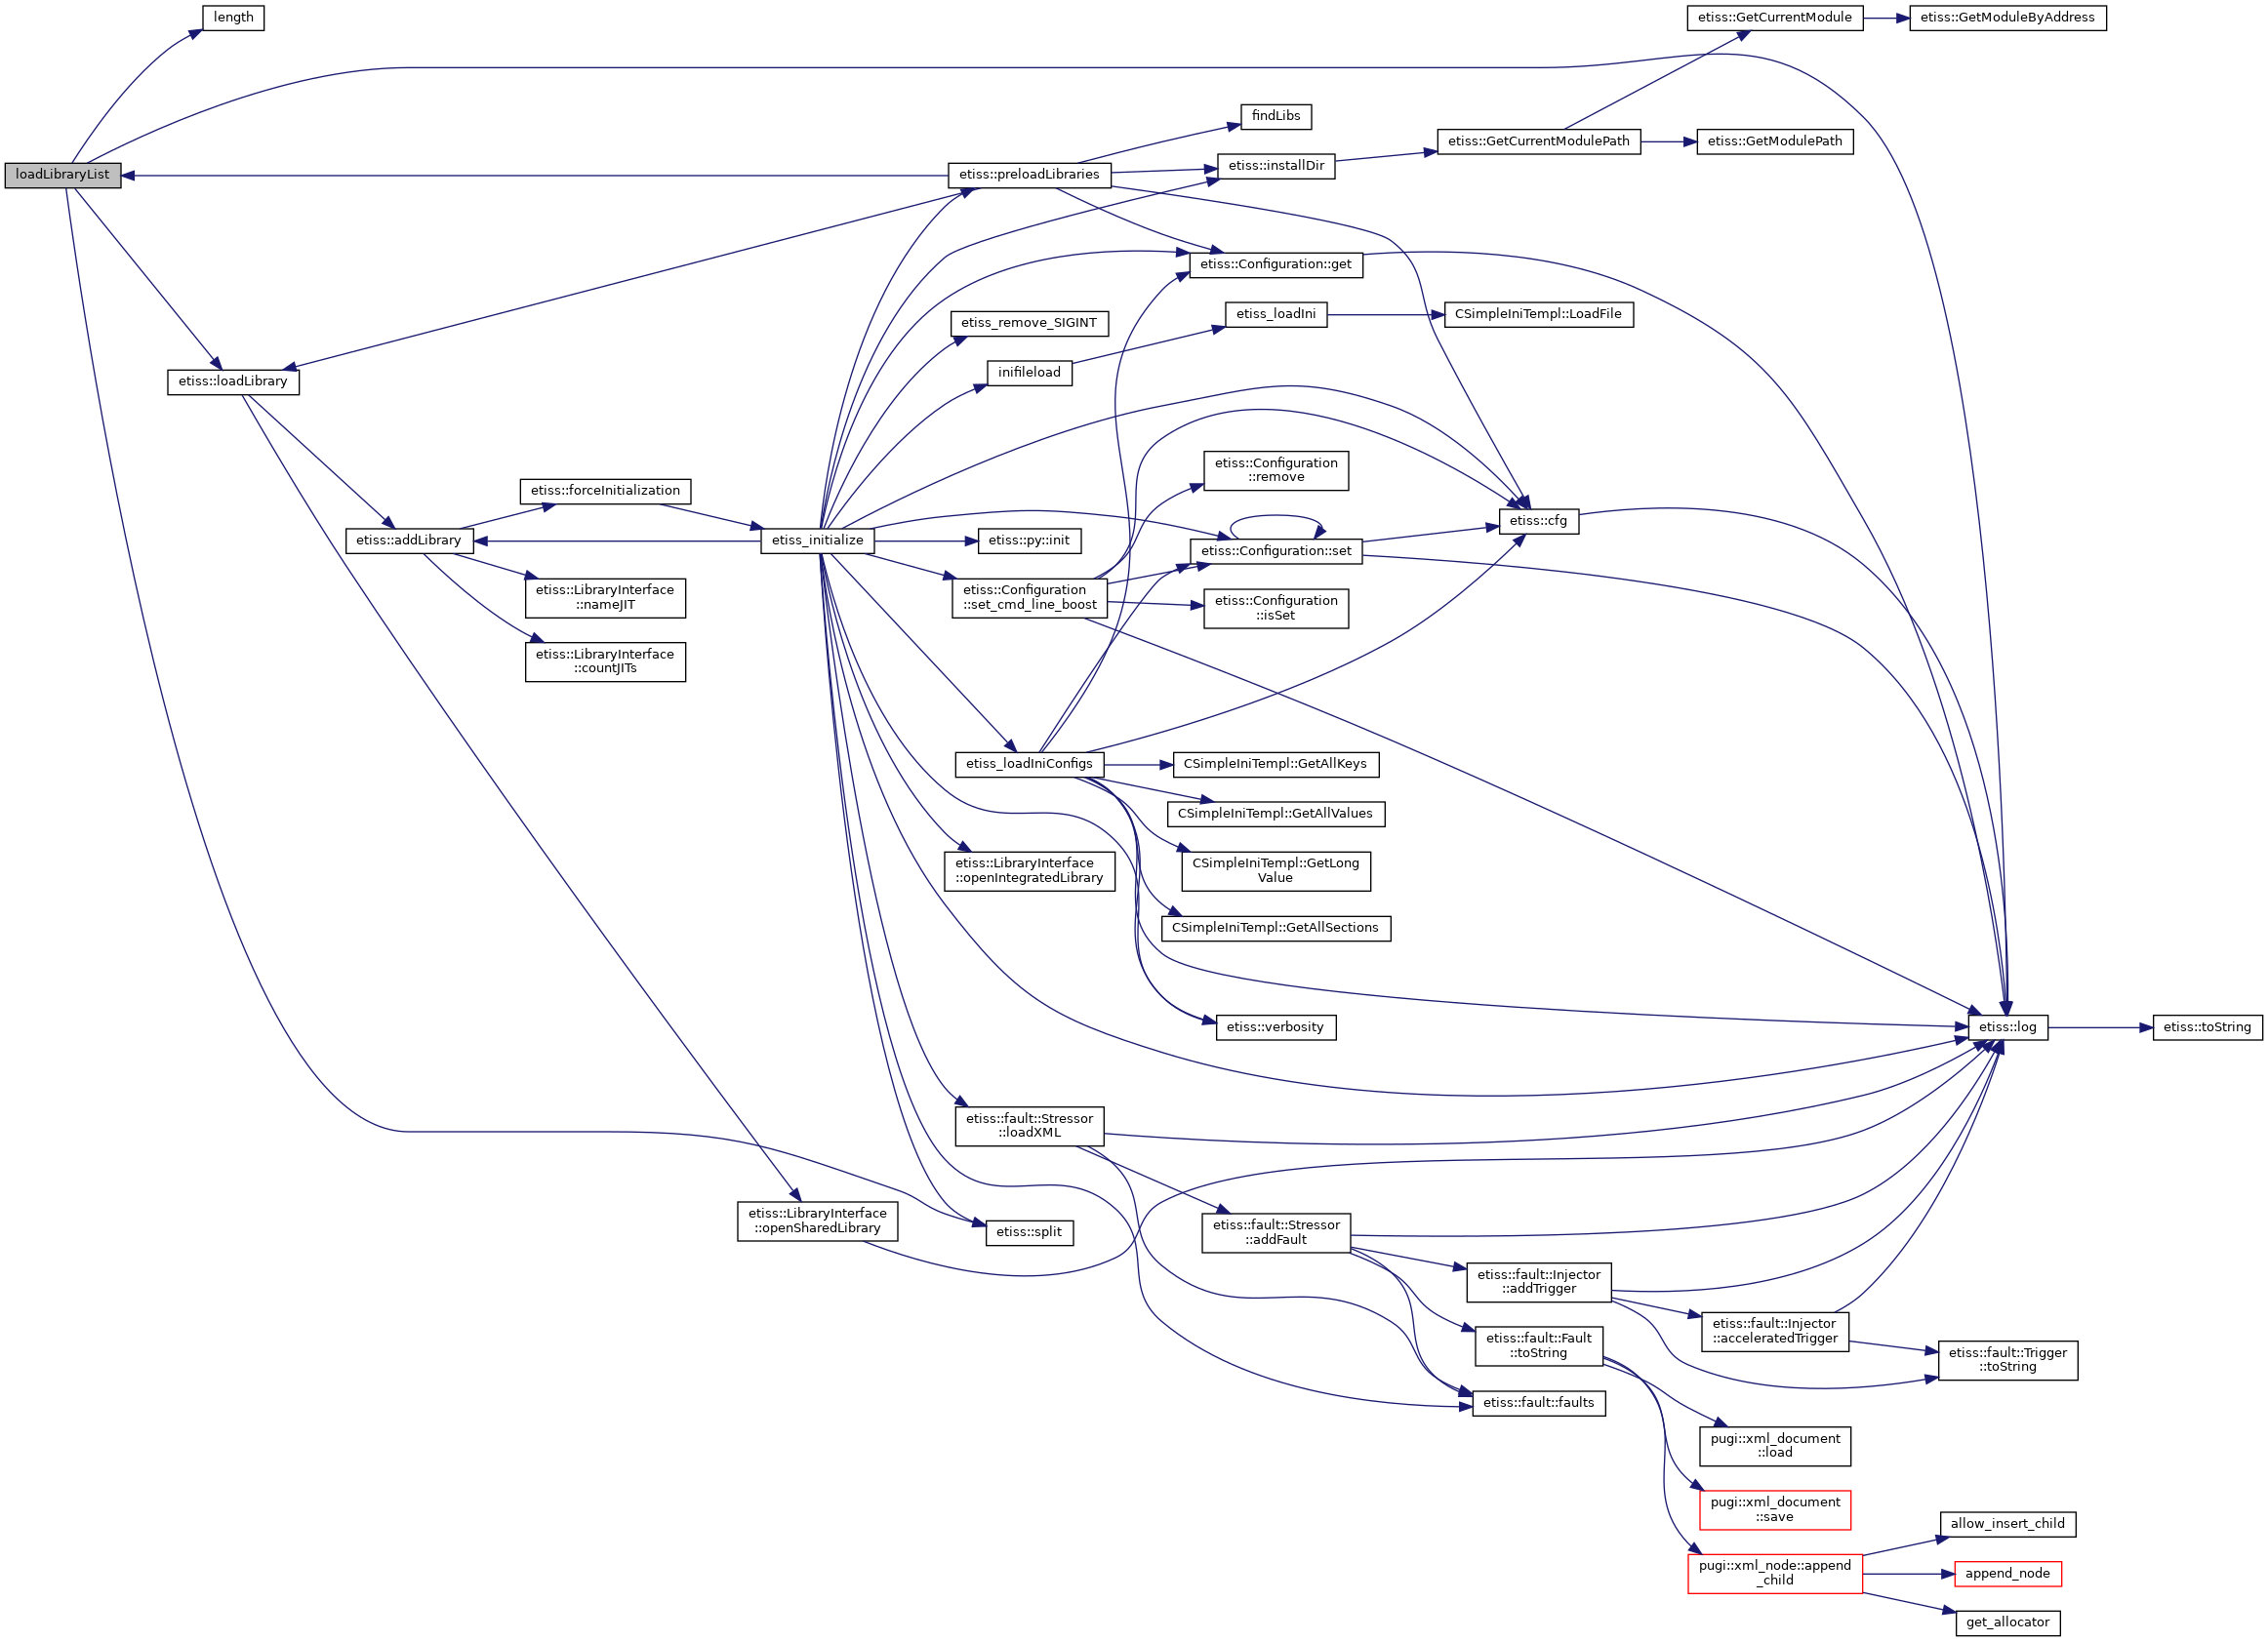 length
etiss::GetCurrentModule
etiss::GetModuleByAddress
findLibs
etiss::GetCurrentModulePath
etiss::GetModulePath
loadLibraryList
etiss::preloadLibraries
etiss::installDir
etiss::Configuration::get
etiss_remove_SIGINT
etiss_loadIni
CSimpleIniTempl::LoadFile
etiss::loadLibrary
inifileload
etiss::Configuration
::remove
etiss::forceInitialization
etiss::cfg
etiss::addLibrary
etiss_initialize
etiss::py::init
etiss::Configuration::set
etiss::LibraryInterface
::nameJIT
etiss::Configuration
::set_cmd_line_boost
etiss::Configuration
::isSet
etiss::LibraryInterface
::countJITs
etiss_loadIniConfigs
CSimpleIniTempl::GetAllKeys
CSimpleIniTempl::GetAllValues
etiss::LibraryInterface
::openIntegratedLibrary
CSimpleIniTempl::GetLong
Value
CSimpleIniTempl::GetAllSections
etiss::verbosity
etiss::log
etiss::toString
etiss::fault::Stressor
::loadXML
etiss::LibraryInterface
::openSharedLibrary
etiss::split
etiss::fault::Stressor
::addFault
etiss::fault::Injector
::addTrigger
etiss::fault::Injector
::acceleratedTrigger
etiss::fault::Fault
::toString
etiss::fault::Trigger
::toString
etiss::fault::faults
pugi::xml_document
::load
pugi::xml_document
::save
allow_insert_child
pugi::xml_node::append
_child
append_node
get_allocator